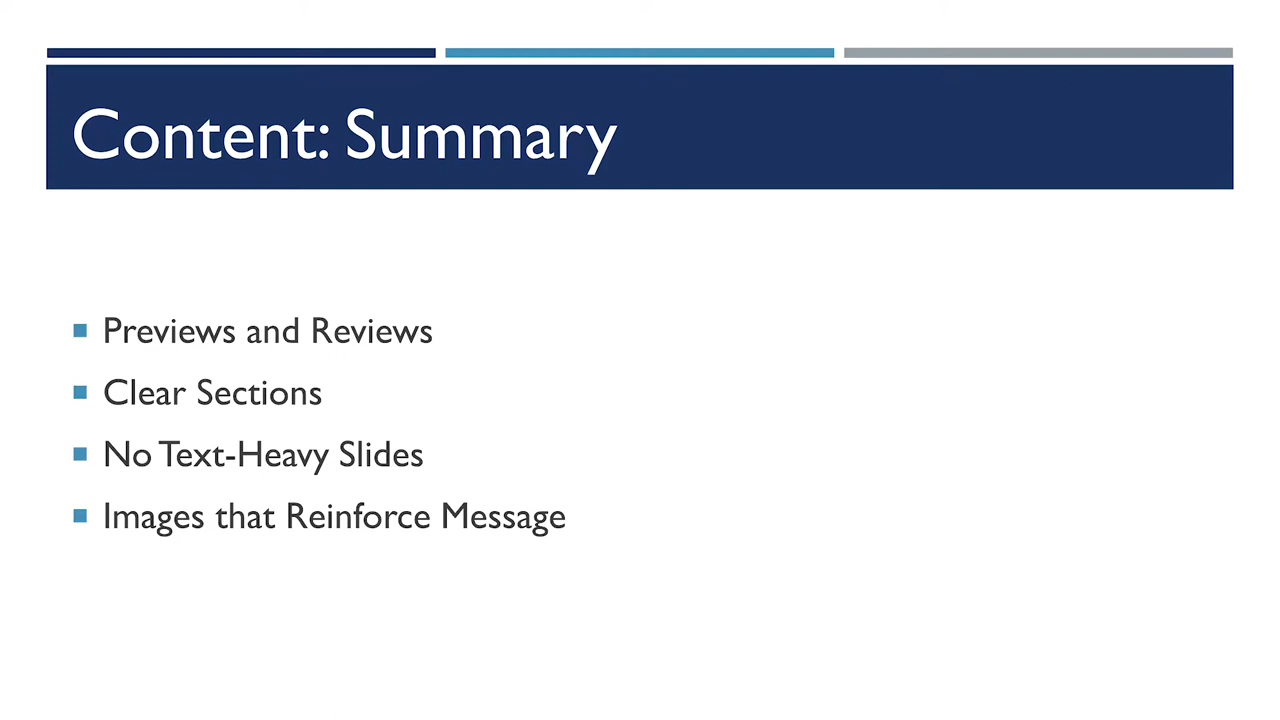 Content: Summary
Previews and Reviews
Clear Sections
No Text-Heavy Slides
Images that Reinforce Message